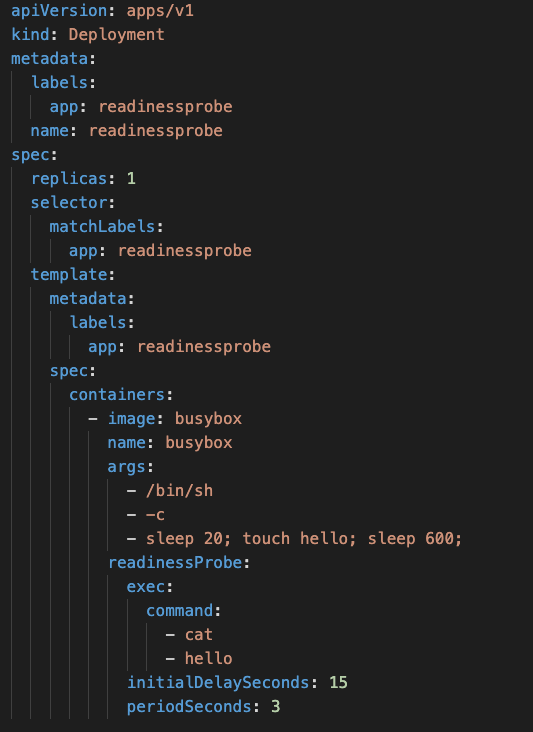 apiVersion: apps/v1
kind: Deployment
metadata:
  labels:
    app: readinessprobe
  name: readinessprobe
spec:
  replicas: 1
  selector:
    matchLabels:
      app: readinessprobe
  template:
    metadata:
      labels:
        app: readinessprobe
    spec:
      containers:
        - image: busybox
          name: busybox
          args:
            - /bin/sh
            - -c
            - sleep 20; touch hello; sleep 600;
          readinessProbe:
            exec:
              command:
                - cat
                - hello
            initialDelaySeconds: 15
            periodSeconds: 3